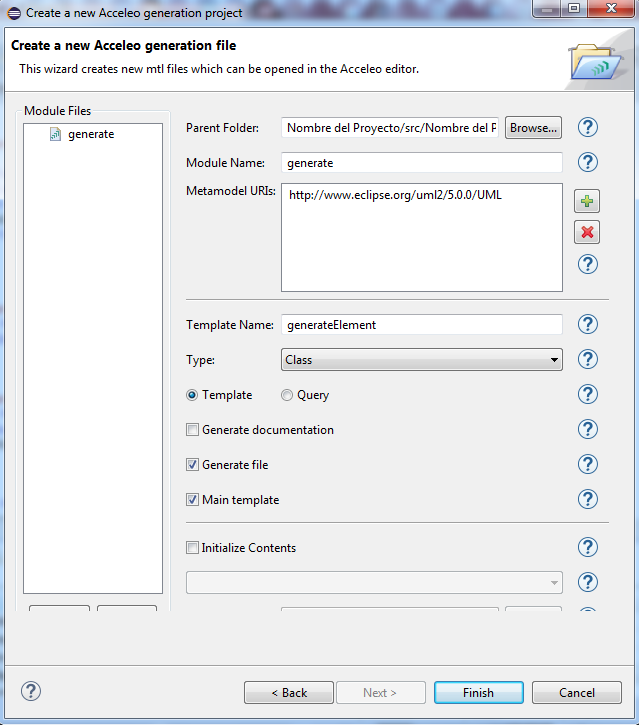 Create a new Acceleo generation project
Create a new Acceleo generation file
This wizard creates new mtl files which can be opened in the Acceleo editor.
Module Files
generate
Parent Folder:
Nombre del Proyecto/src/Nombre del P
Browse...
Module Name:
generate
Metamodel URIs:
http://www.eclipse.org/uml2/5.0.0/UML
Template Name:
generateElement
Type:
Class
Template
Query
Generate documentation
Generate file
Main template
Initialize Contents
< Back
Next >
Finish
Cancel